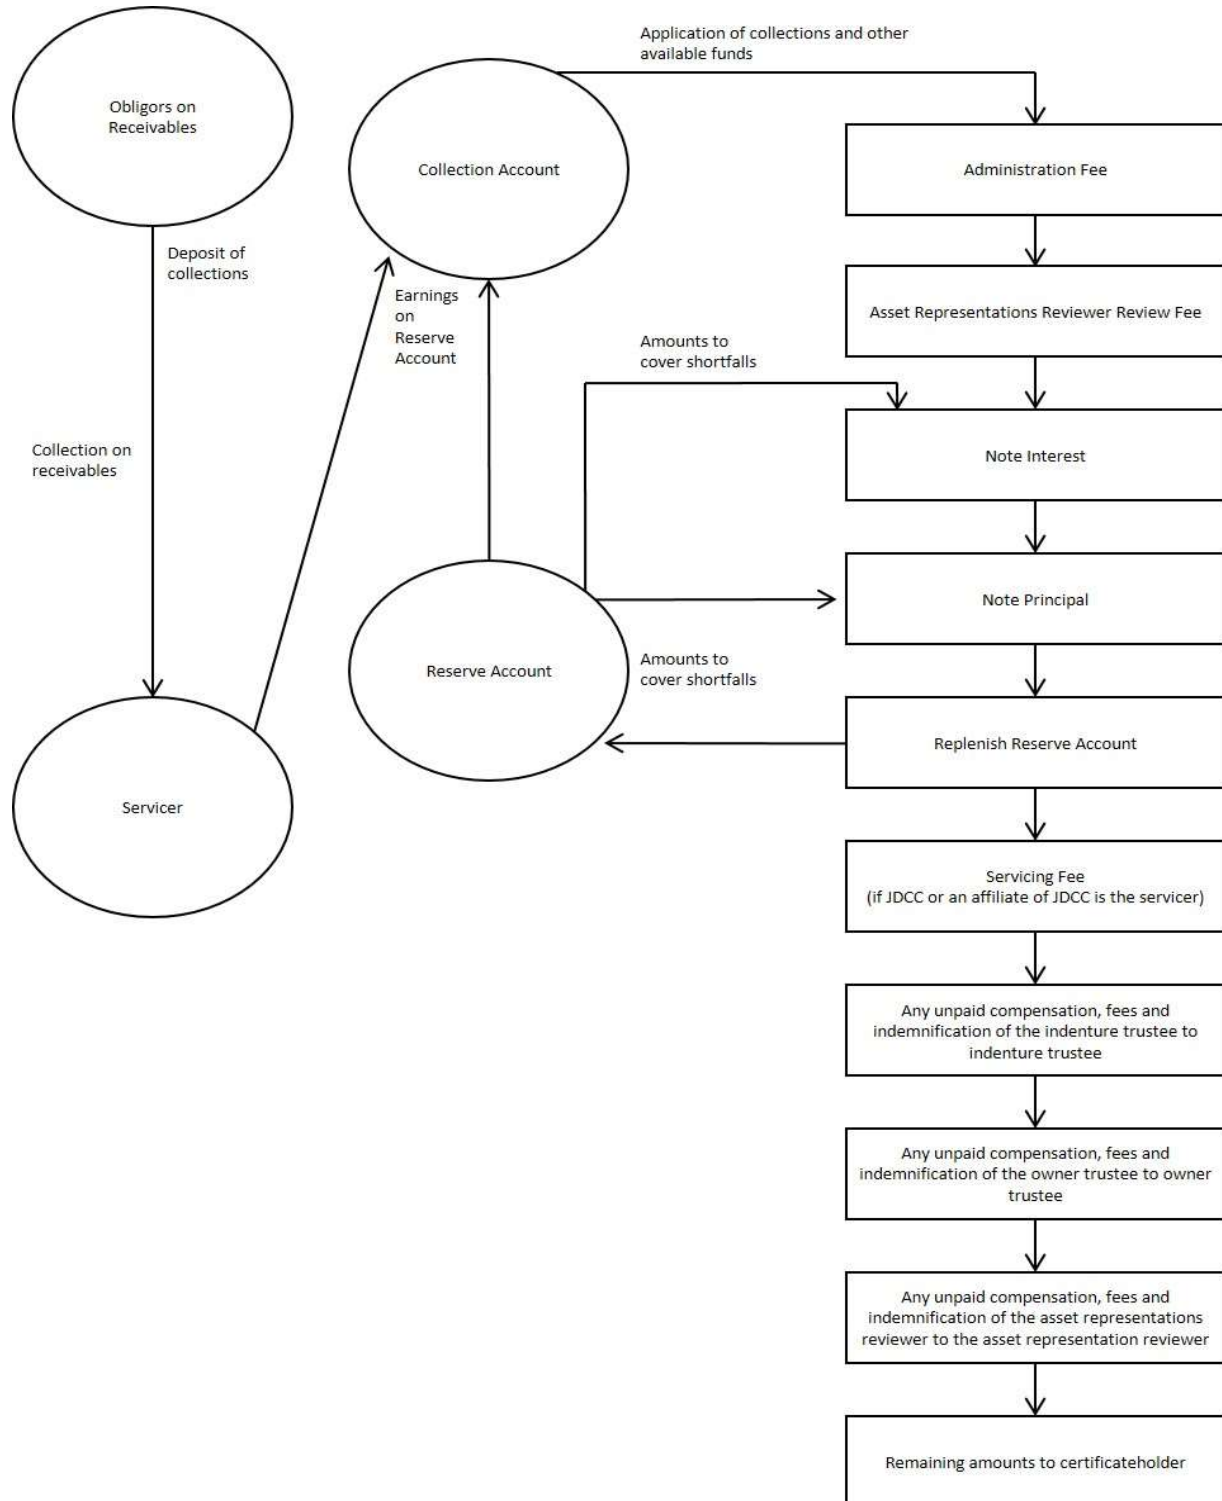 Application of collections and other
available funds
Obligors on
Receivables
Collection Account
Administration Fee
Deposit of
collections
Earnings
on
Reserve
Account
Asset Representations Reviewer Review Fee
Amounts to
cover shortfalls
Collection on
receivables
Note Interest
Note Principal
Reserve Account
Amounts to
cover shortfalls
Replenish Reserve Account
Servicer
Servicing Fee
(if JDCC or an affiliate of JDCC is the servicer)
Any unpaid compensation, fees and
indemnification of the indenture trustee to
indenture trustee
Any unpaid compensation, fees and
indemnification of the owner trustee to owner
trustee
Any unpaid compensation, fees and
indemnification of the asset representations
reviewer to the asset representation reviewer
Remaining amounts to certificateholder